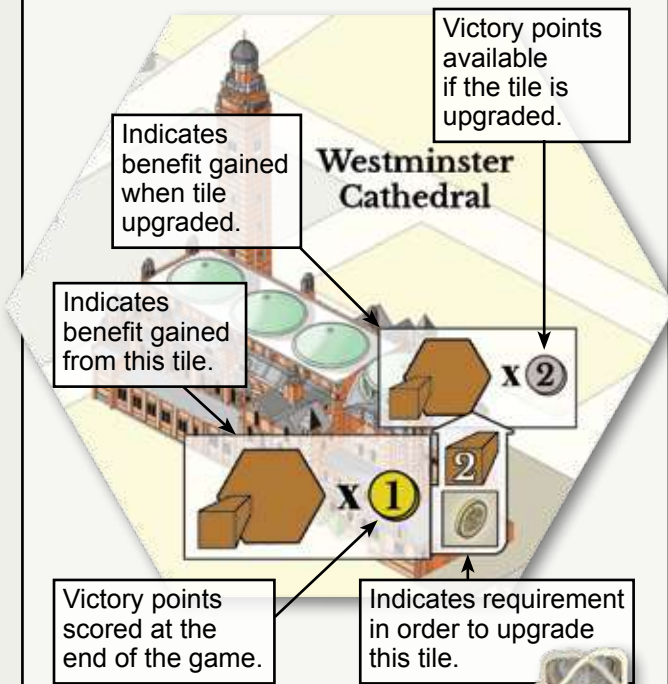 Victory points
available
if the tile is
upgraded.
Indicates
benefit gained
when tile
upgraded.
Westminster
Cathedral
Indicates
benefit gained
from this tile.
x 2
x 1
2
Victory points
scored at the
end of the game.
Indicates requirement
in order to upgrade
this tile.